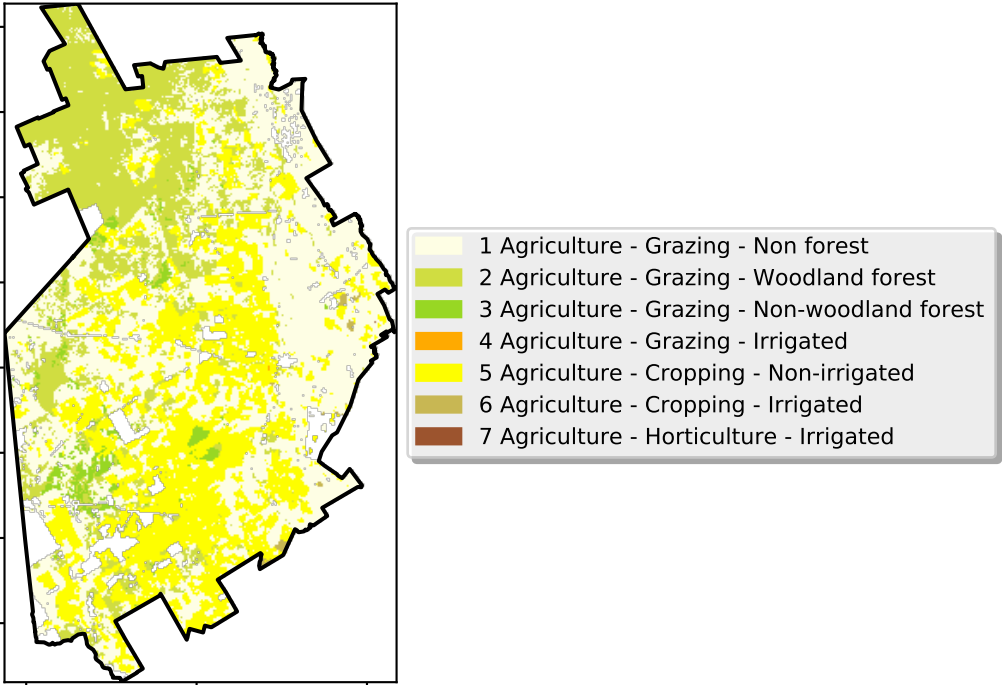 1 Agriculture - Grazing - Non forest
2 Agriculture - Grazing - Woodland forest
3 Agriculture - Grazing - Non-woodland forest
4 Agriculture - Grazing - Irrigated
5 Agriculture - Cropping - Non-irrigated
6 Agriculture - Cropping - Irrigated
7 Agriculture - Horticulture - Irrigated